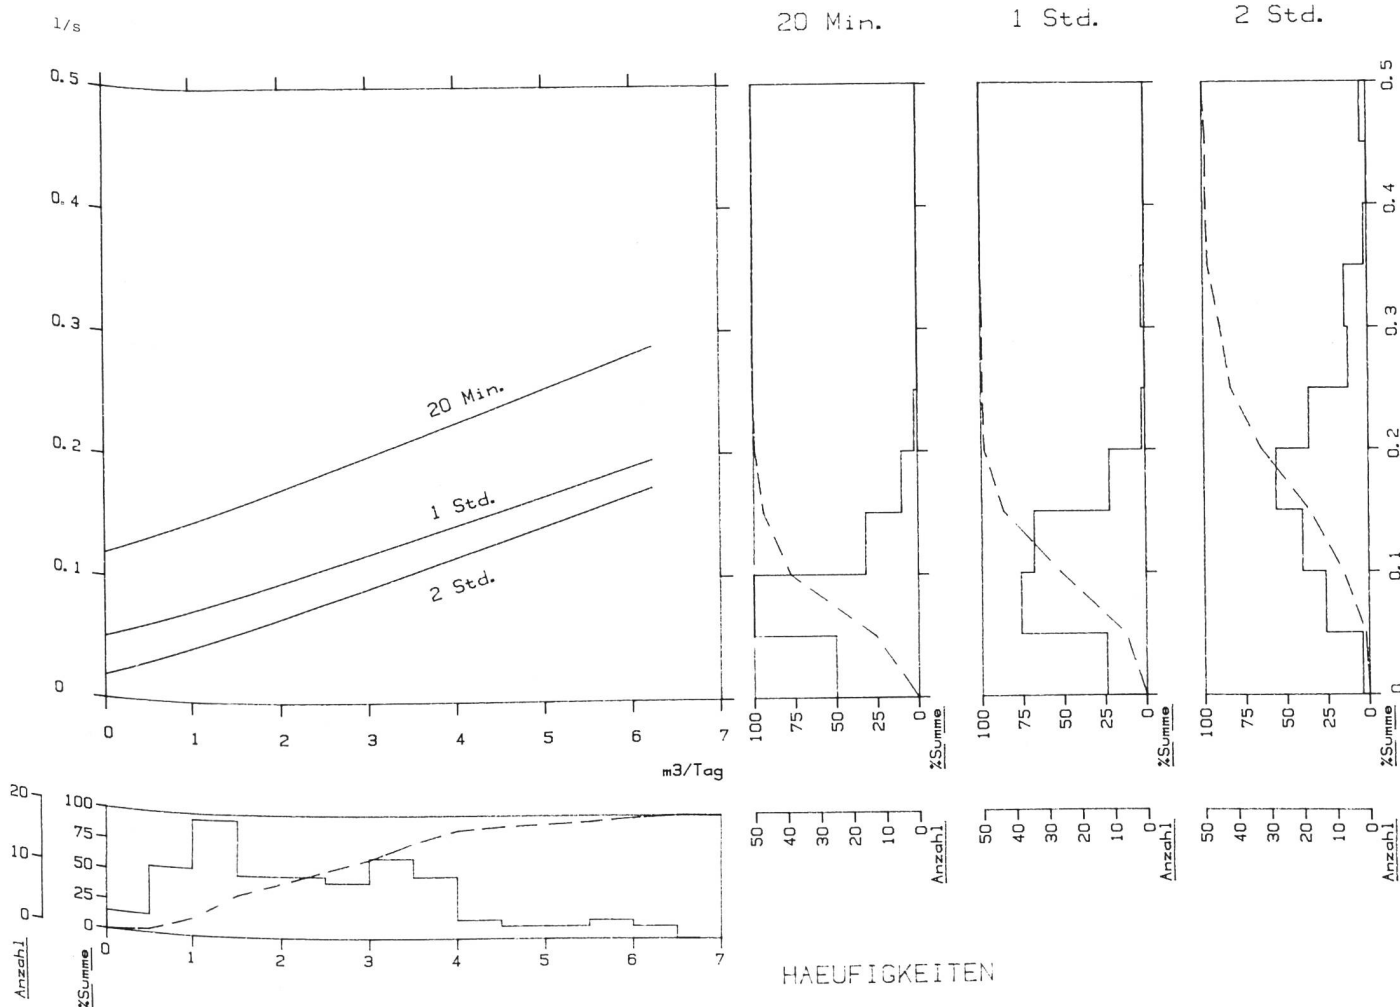 20 Min. 1 Std. 2 Std.
l/s
0.5
0.4
0.3
0.2
0.1
0
20 Min.
1 Std.
2 Std.
0 1 2 3 4 5 6 7
m3/Tag
100 75 50 25 0
%Summe
50 40 30 20 10 0
Anzahl
100 75 50 25 0
%Summe
50 40 30 20 10 0
Anzahl
0.5
0.4
0.3
0.2
0.1
0
100 75 50 25 0
%Summe
50 40 30 20 10 0
Anzahl
20
10
0
Anzahl
100
75
50
25
0
%Summe
0 1 2 3 4 5 6 7
HAEUFIGKEITEN